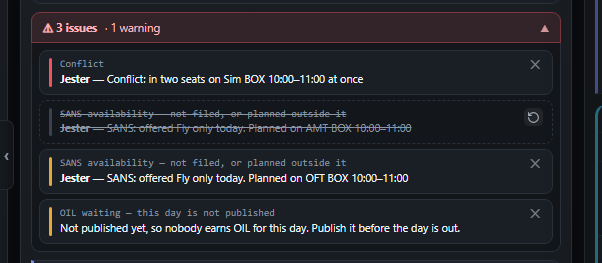 ⚠ 3 issues · 1 warning ▲
Conflict
Jester — Conflict: in two seats on Sim BOX 10:00–11:00 at once
SANS availability — not filed, or planned outside it
Jester — SANS: offered Fly only today. Planned on AMT BOX 10:00–11:00
SANS availability — not filed, or planned outside it
Jester — SANS: offered Fly only today. Planned on OFT BOX 10:00–11:00
OIL waiting — this day is not published
Not published yet, so nobody earns OIL for this day. Publish it before the day is out.